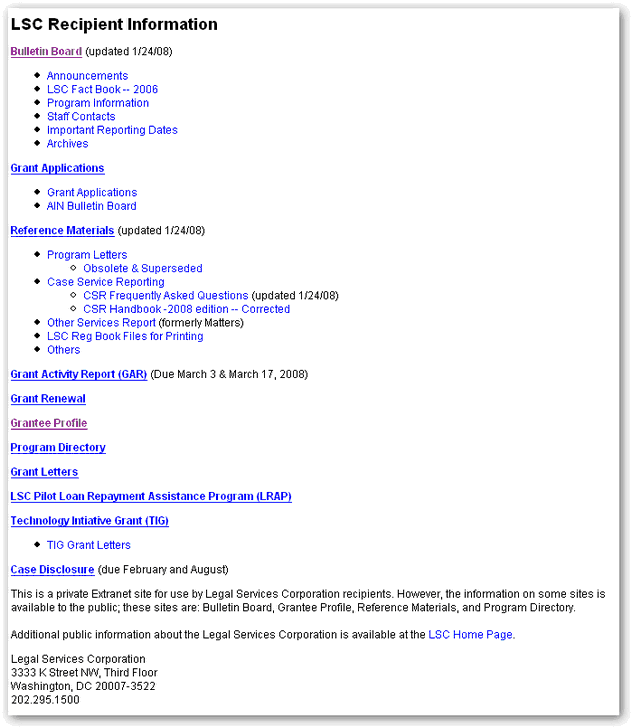 LSC Recipient Information
Bulletin Board (updated 1/24/08)
Announcements
LSC Fact Book -- 2006
Program Information
Staff Contacts
Important Reporting Dates
Archives
Grant Applications
Grant Applications
AIN Bulletin Board
Reference Materials (updated 1/24/08)
Program Letters
Obsolete & Superseded
Case Service Reporting
CSR Frequently Asked Questions (updated 1/24/08)
CSR Handbook -2008 edition -- Corrected
Other Services Report (formerly Matters)
LSC Reg Book Files for Printing
Others
Grant Activity Report (GAR) (Due March 3 & March 17, 2008)
Grant Renewal
Grantee Profile
Program Directory
Grant Letters
LSC Pilot Loan Repayment Assistance Program (LRAP)
Technology Intiative Grant (TIG)
TIG Grant Letters
Case Disclosure (due February and August)
This is a private Extranet site for use by Legal Services Corporation recipients. However, the information on some sites is
available to the public; these sites are: Bulletin Board, Grantee Profile, Reference Materials, and Program Directory.
Additional public information about the Legal Services Corporation is available at the LSC Home Page.
Legal Services Corporation
3333 K Street NW, Third Floor
Washington, DC 20007-3522
202.295.1500